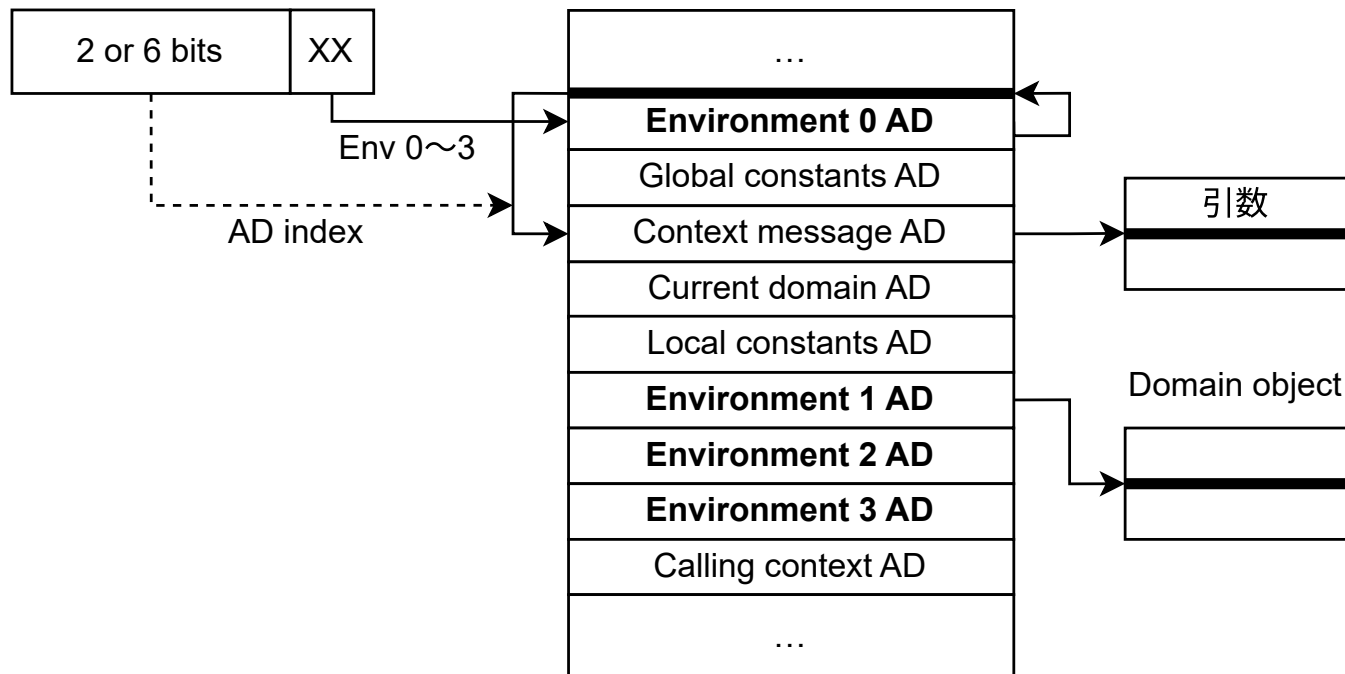 2 or 6 bits
XX
Env 0～3
AD index
…
Environment 0 AD
Global constants AD
Context message AD
Current domain AD
Local constants AD
Environment 1 AD
Environment 2 AD
Environment 3 AD
Calling context AD
…
引数
Domain object